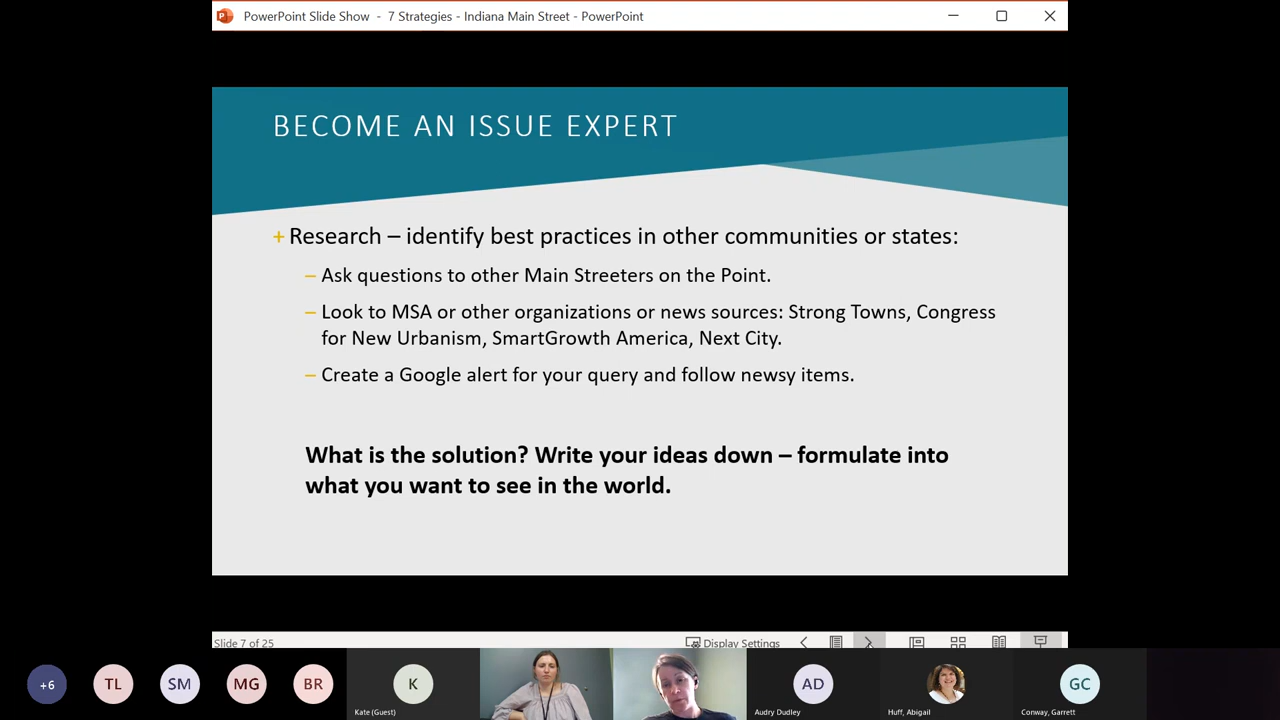 PowerPoint Slide Show - 7 Strategies - Indiana Main Street - PowerPoint
BECOME AN ISSUE EXPERT
+ Research – identify best practices in other communities or states:
– Ask questions to other Main Streeters on the Point.
– Look to MSA or other organizations or news sources: Strong Towns, Congress
for New Urbanism, SmartGrowth America, Next City.
– Create a Google alert for your query and follow newsy items.
What is the solution? Write your ideas down – formulate into
what you want to see in the world.
Slide 7 of 25
Display Settings
+6
TL
SM
MG
BR
K
AD
GC
Kate (Guest)
Audry Dudley
Huff, Abigail
Conway, Garrett